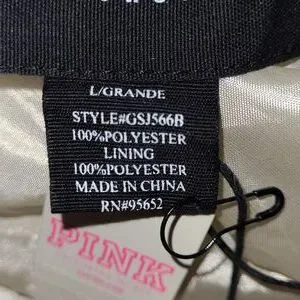 L/GRANDE
STYLE#GSJ566B
100%POLYESTER
LINING
100%POLYESTER
MADE IN CHINA
RN#95652
PINK